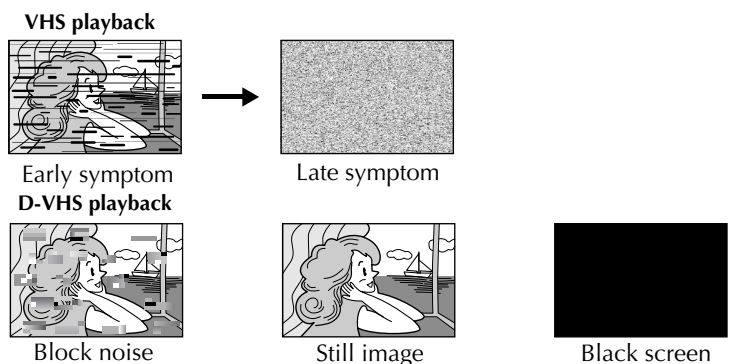 VHS playback
Early symptom
Late symptom
D-VHS playback
Block noise
Still image
Black screen